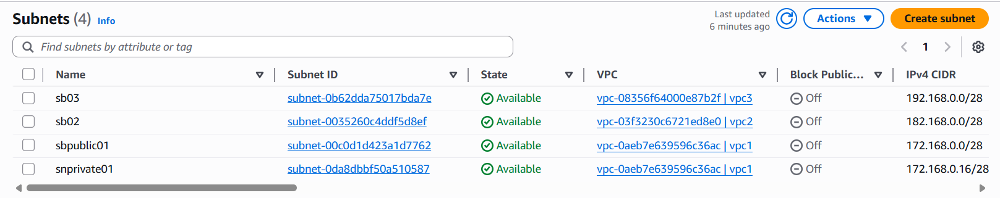 Subnets (4) Info
Last updated
6 minutes ago
Actions
Create subnet
Find subnets by attribute or tag
1
Name Subnet ID State VPC Block Public... IPv4 CIDR
sb03 subnet-0b62dda75017bda7e Available vpc-08356f64000e87b2f | vpc3 Off 192.168.0.0/28
sb02 subnet-0035260c4ddf5d8ef Available vpc-03f3230c6721ed8e0 | vpc2 Off 182.168.0.0/28
sbpublic01 subnet-00c0d1d423a1d7762 Available vpc-0aeb7e639596c36ac | vpc1 Off 172.168.0.0/28
snprivate01 subnet-0da8dbbf50a510587 Available vpc-0aeb7e639596c36ac | vpc1 Off 172.168.0.16/28